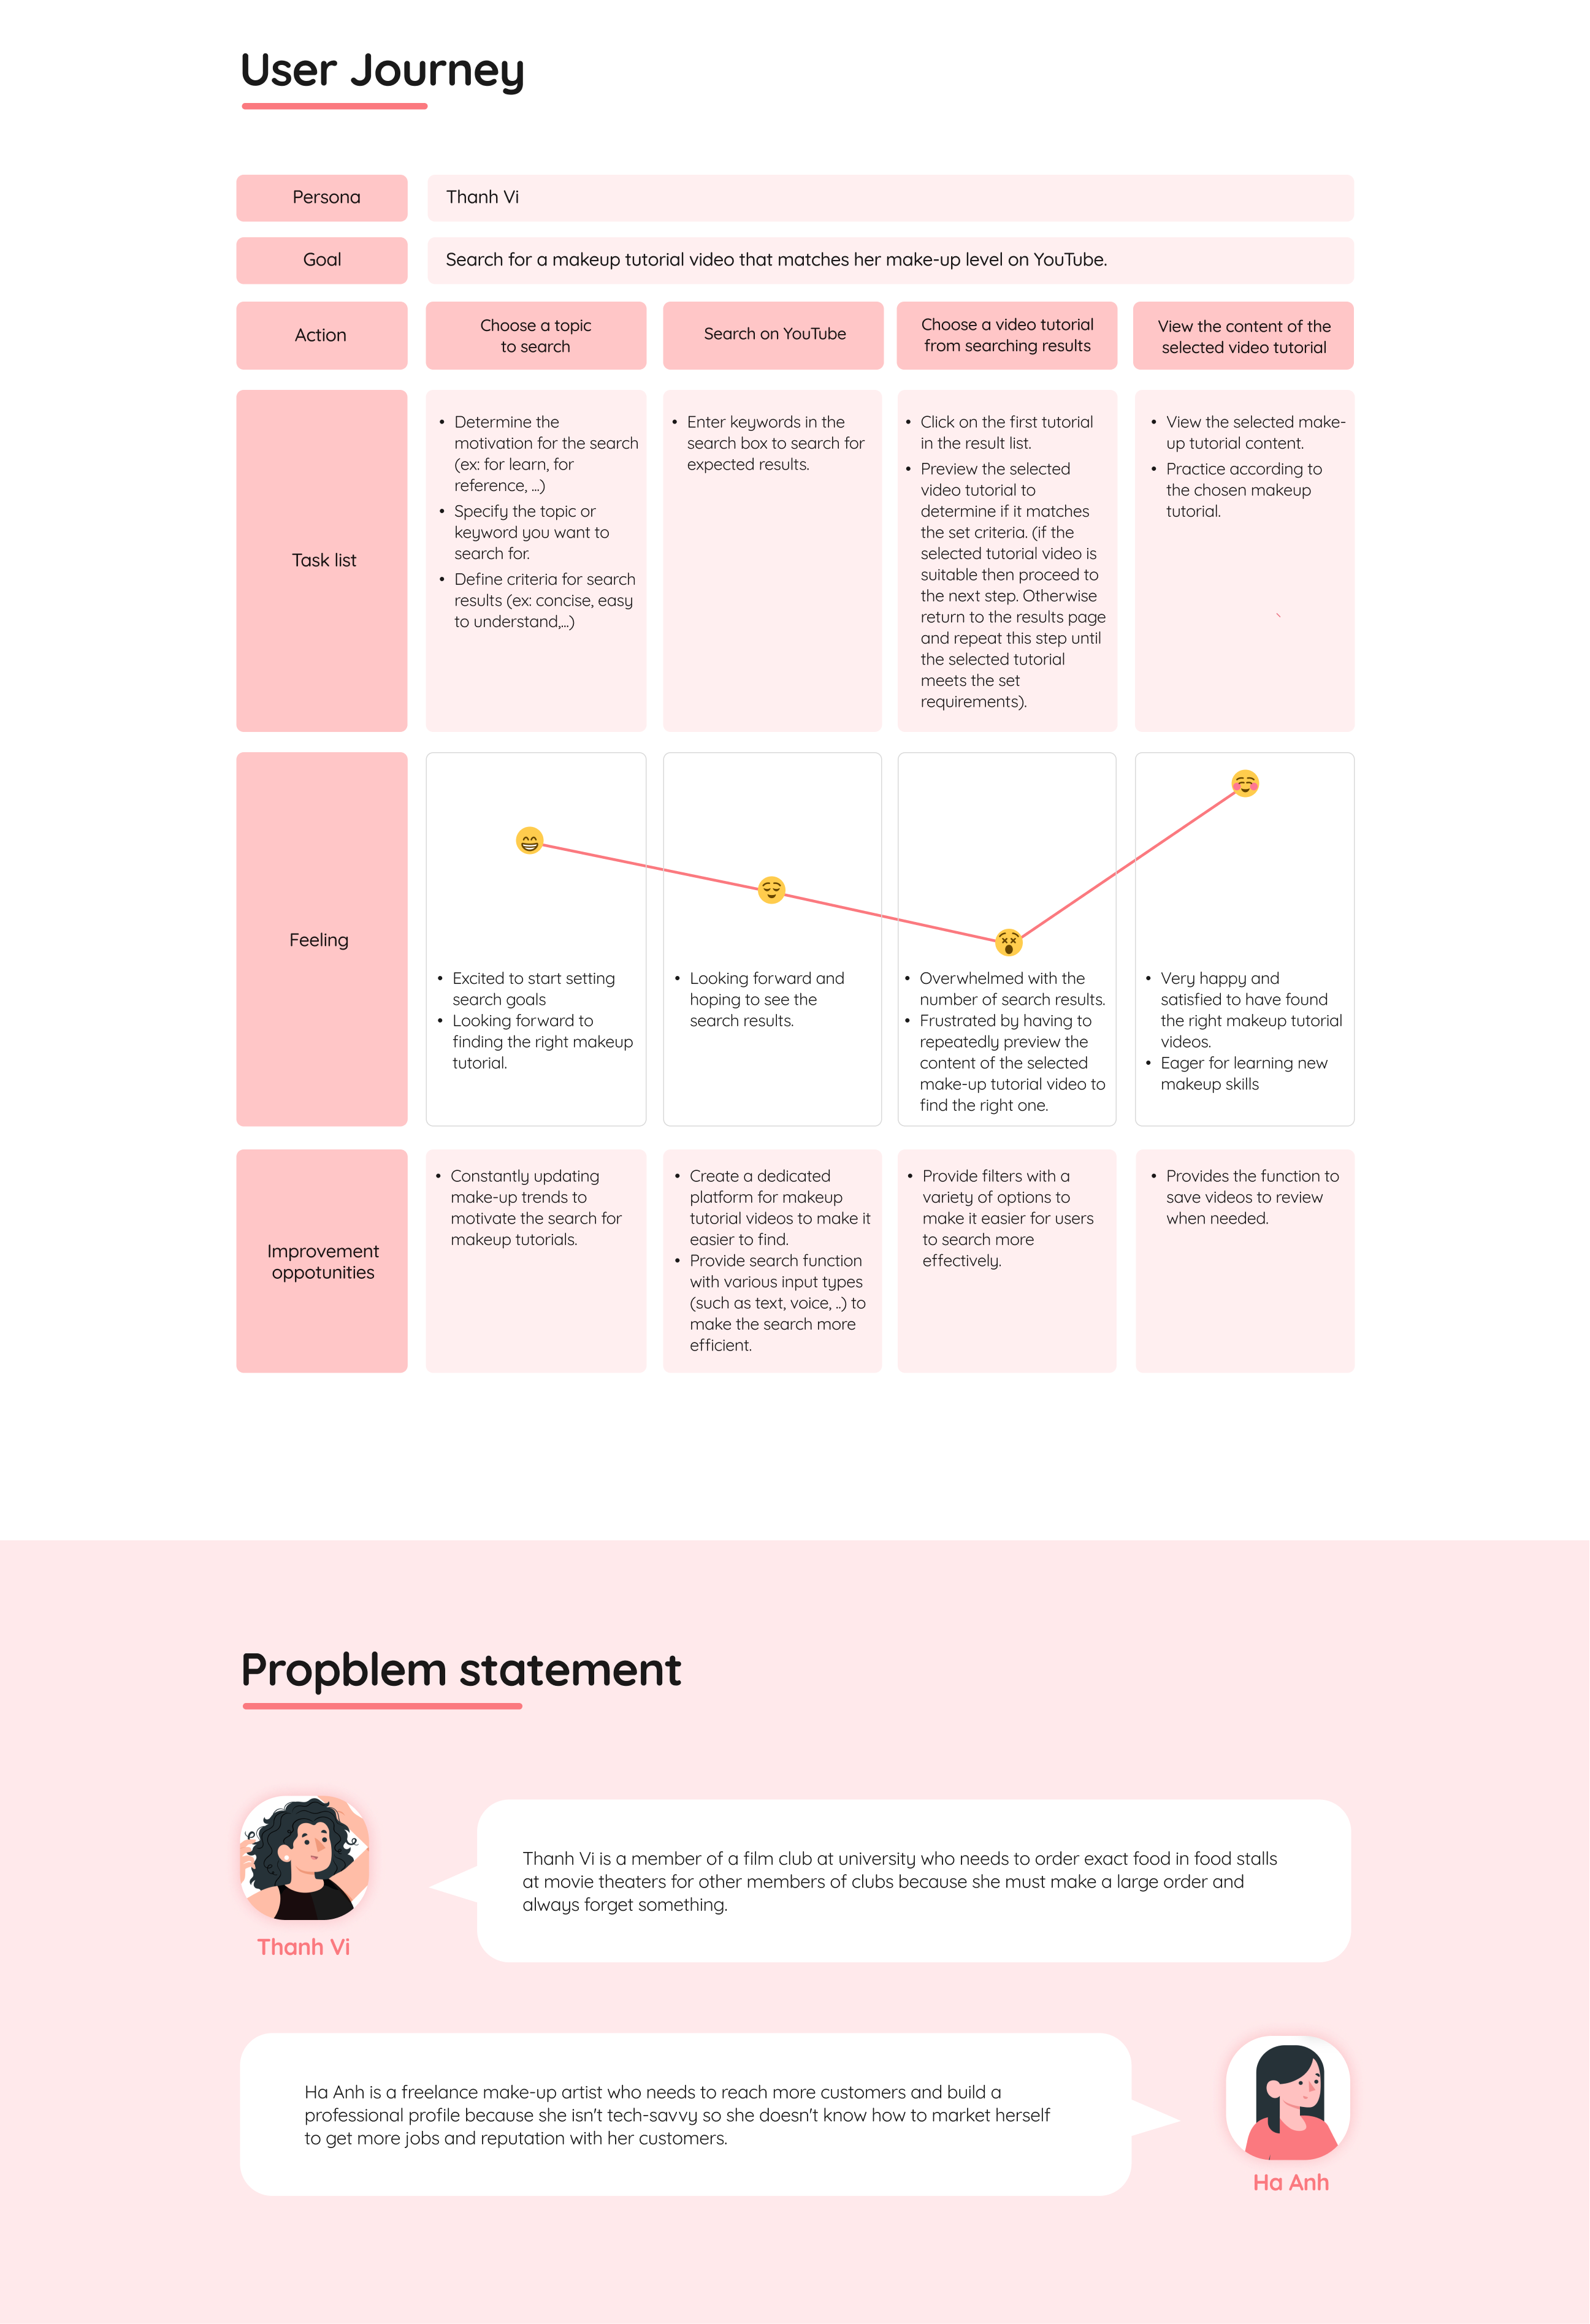 User Journey
Persona
Thanh Vi
Goal
Search for a makeup tutorial video that matches her make-up level on YouTube.
Action
Choose a topic
to search
Search on YouTube
Choose a video tutorial
from searching results
View the content of the
selected video tutorial
Task list
• Determine the
motivation for the search
(ex: for learn, for
reference, ...)
• Specify the topic or
keyword you want to
search for.
• Define criteria for search
results (ex: concise, easy
to understand,...)
• Enter keywords in the
search box to search for
expected results.
• Click on the first tutorial
in the result list.
• Preview the selected
video tutorial to
determine if it matches
the set criteria. (if the
selected tutorial video is
suitable then proceed to
the next step. Otherwise
return to the results page
and repeat this step until
the selected tutorial
meets the set
requirements).
• View the selected make-
up tutorial content.
• Practice according to
the chosen makeup
tutorial.
Feeling
• Excited to start setting
search goals
• Looking forward to
finding the right makeup
tutorial.
• Looking forward and
hoping to see the
search results.
• Overwhelmed with the
number of search results.
• Frustrated by having to
repeatedly preview the
content of the selected
make-up tutorial video to
find the right one.
• Very happy and
satisfied to have found
the right makeup tutorial
videos.
• Eager for learning new
makeup skills
Improvement
oppotunities
• Constantly updating
make-up trends to
motivate the search for
makeup tutorials.
• Create a dedicated
platform for makeup
tutorial videos to make it
easier to find.
• Provide search function
with various input types
(such as text, voice, ..) to
make the search more
efficient.
• Provide filters with a
variety of options to
make it easier for users
to search more
effectively.
• Provides the function to
save videos to review
when needed.
Propblem statement
Thanh Vi is a member of a film club at university who needs to order exact food in food stalls
at movie theaters for other members of clubs because she must make a large order and
always forget something.
Thanh Vi
Ha Anh is a freelance make-up artist who needs to reach more customers and build a
professional profile because she isn't tech-savvy so she doesn't know how to market herself
to get more jobs and reputation with her customers.
Ha Anh